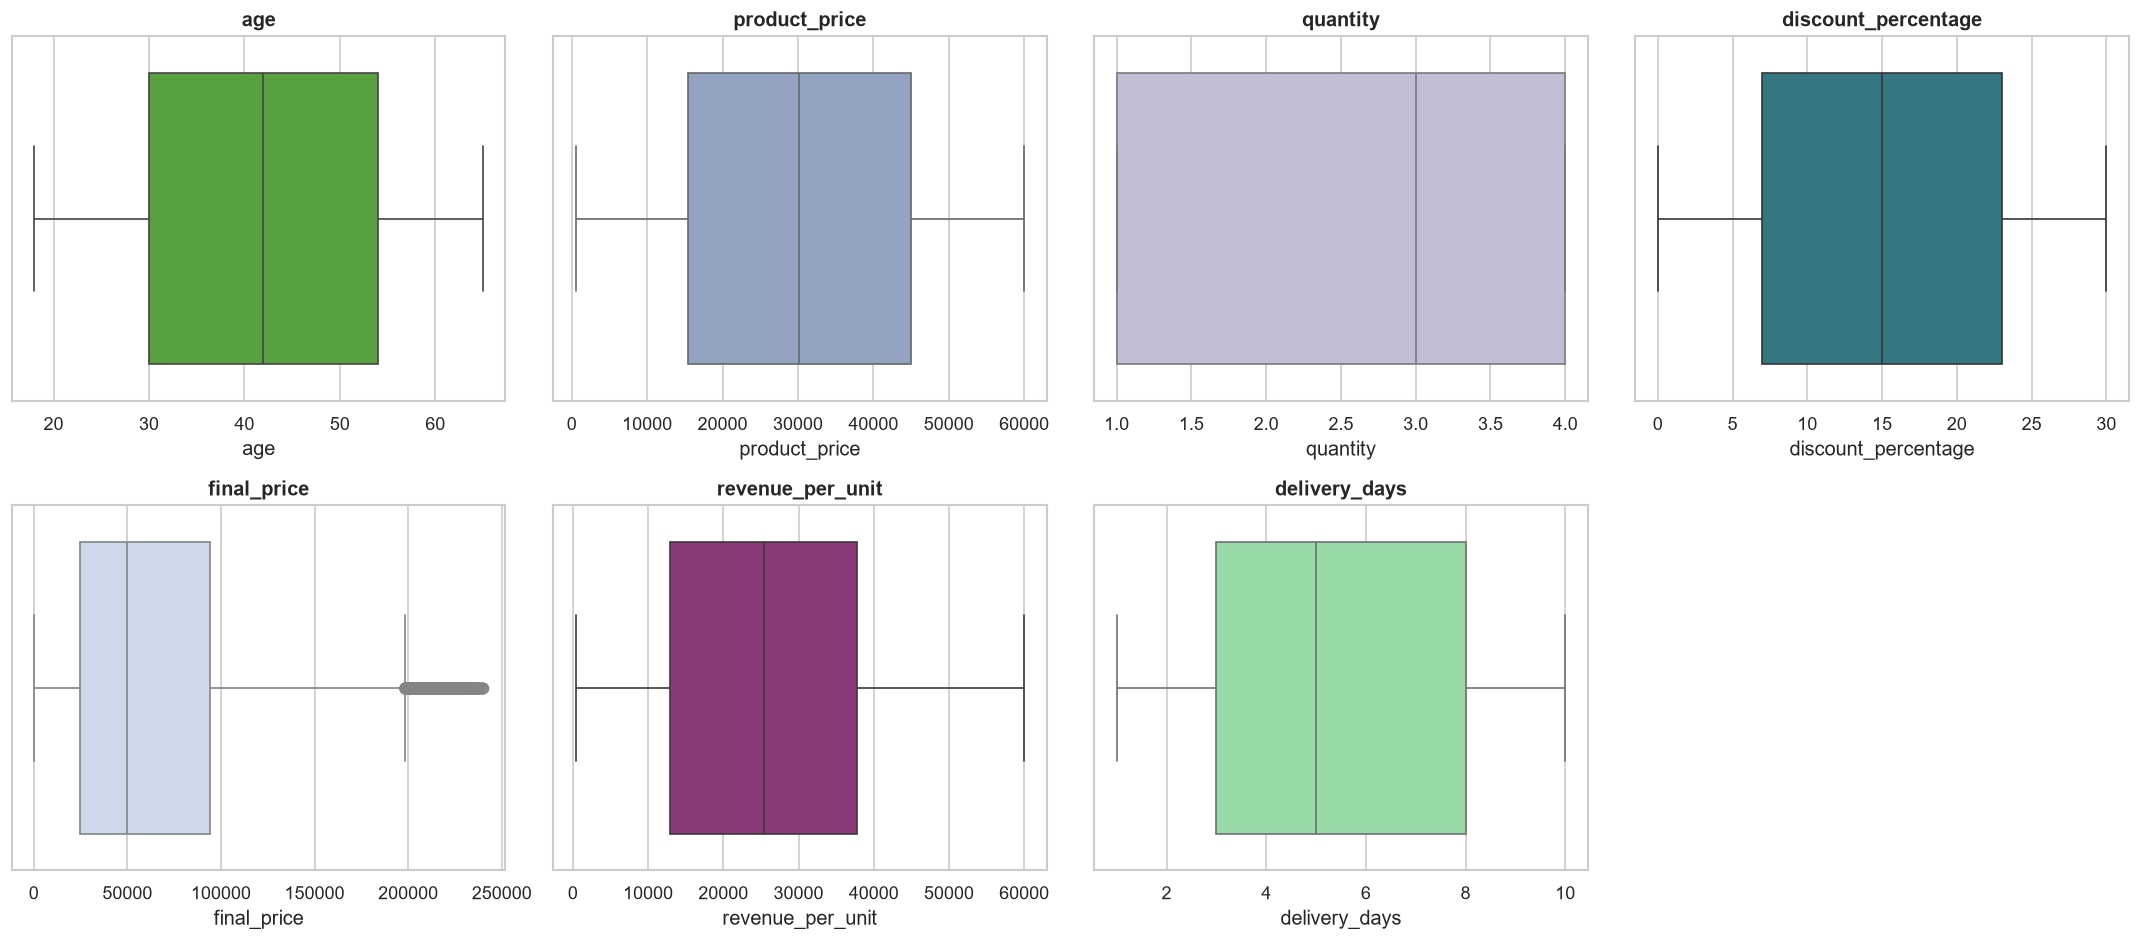 age
product_price
quantity
discount_percentage
20 30 40 50 60
0 10000 20000 30000 40000 50000 60000
1.0 1.5 2.0 2.5 3.0 3.5 4.0
0 5 10 15 20 25 30
age
product_price
quantity
discount_percentage
final_price
revenue_per_unit
delivery_days
0 50000 100000 150000 200000 250000
0 10000 20000 30000 40000 50000 60000
2 4 6 8 10
final_price
revenue_per_unit
delivery_days